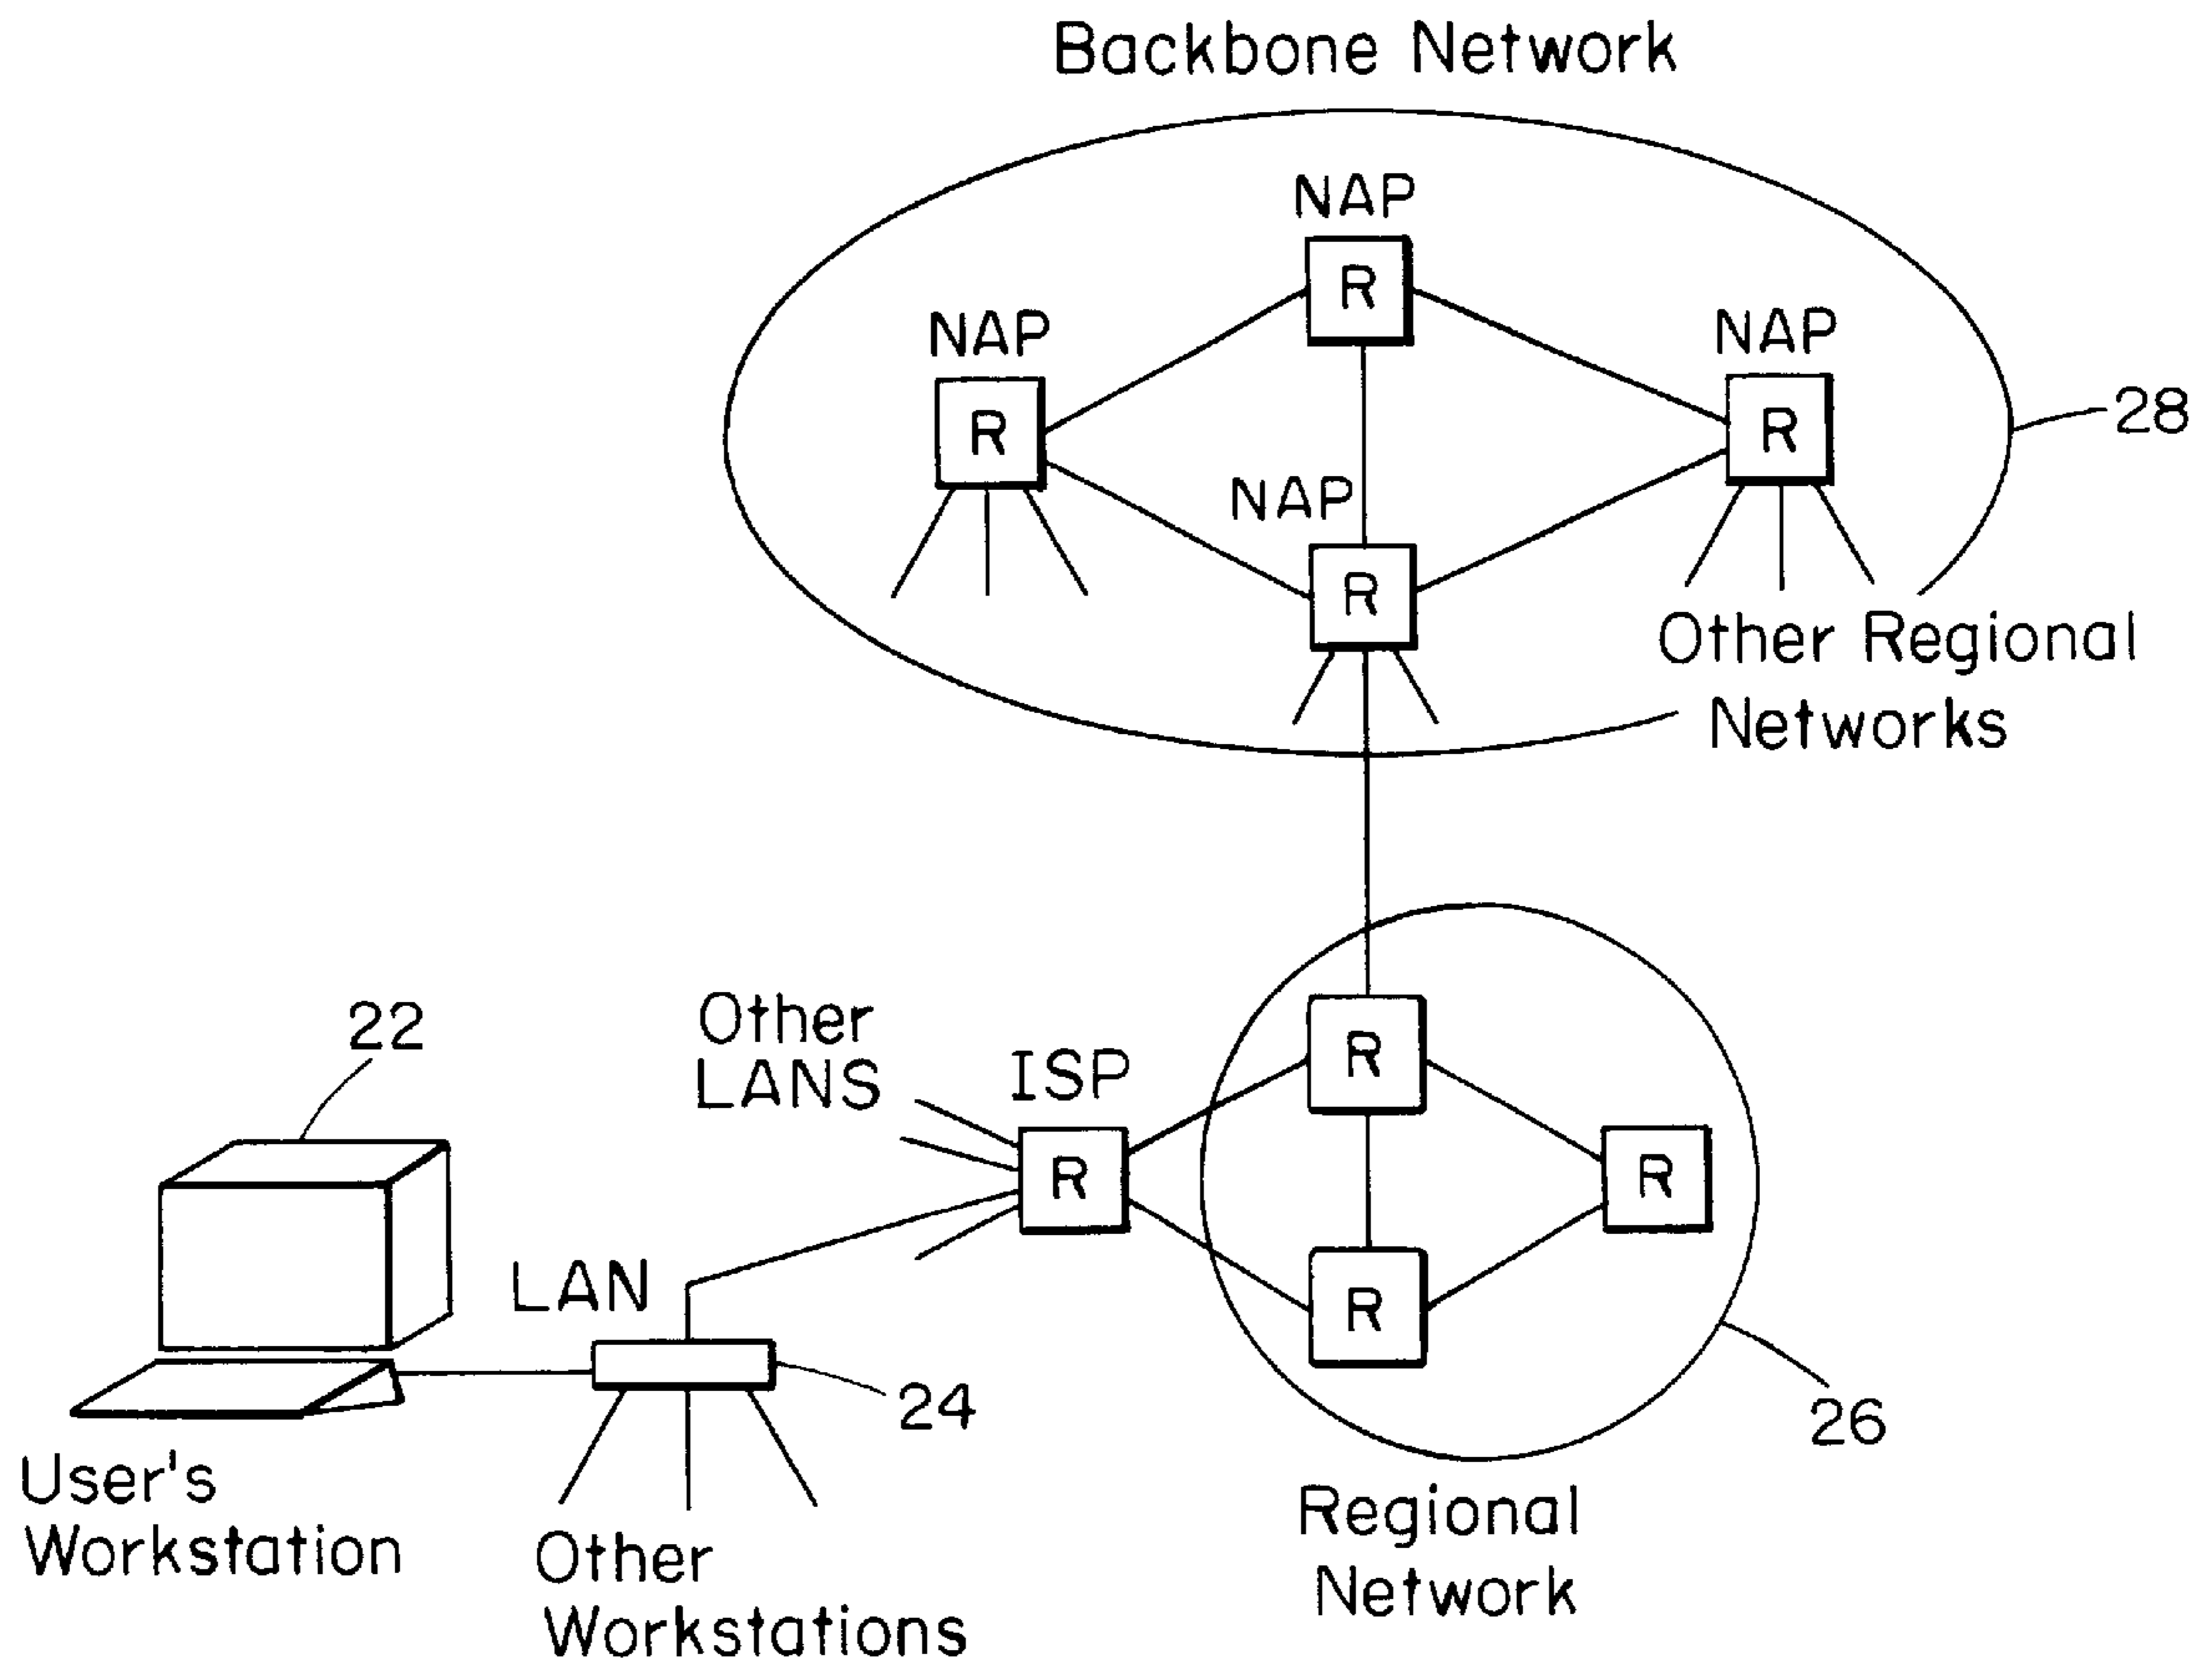 Backbone Network
NAP
R
NAP
R
NAP
R
28
NAP
R
Other Regional
Networks
22
Other
LANS
ISP
R
R
R
R
LAN
24
26
User's
Workstation
Other
Workstations
Regional
Network